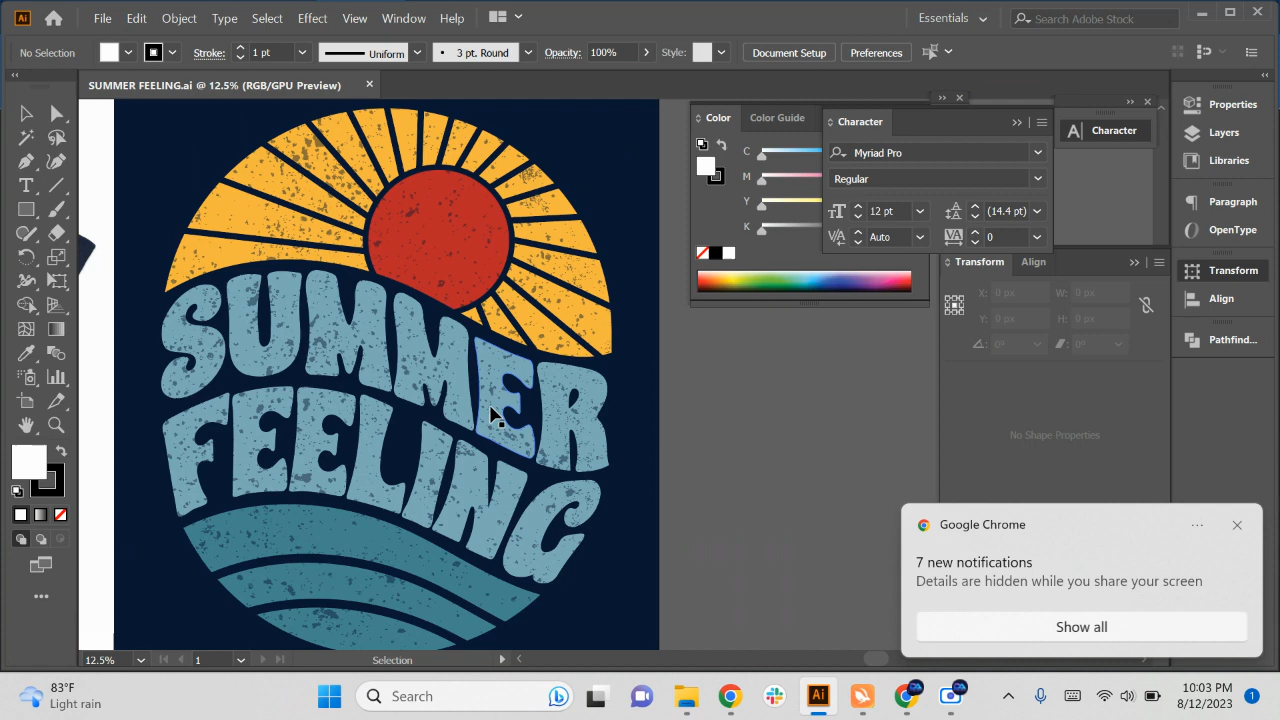 Ai File Edit Object Type Select Effect View Window Help Essentials Search Adobe Stock
No Selection Stroke: 1 pt Uniform 3 pt. Round Opacity: 100% Style: Document Setup Preferences
SUMMER FEELING.ai @ 12.5% (RGB/GPU Preview)
Color Color Guide
C
M
Y
K
Character
Myriad Pro
Regular
12 pt (14.4 pt)
Auto 0
A Character
Transform Align
X: 0 px W: 0 px
Y: 0 px H: 0 px
0° 0°
No Shape Properties
Properties
Layers
Libraries
Paragraph
OpenType
Transform
Align
Pathfind...
SUMMER
FEELING
Google Chrome
7 new notifications
Details are hidden while you share your screen
Show all
12.5% 1 Selection
83°F
Light rain
Search
Ai
10:03 PM
8/12/2023
1